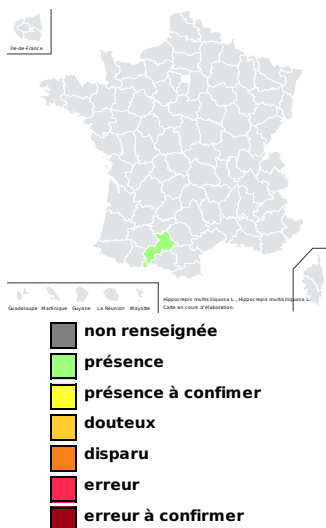 Île-de-France
Guadeloupe Martinique Guyane La Réunion Mayotte
Hippocrepis multisiliquosa L., Hippocrepis multisiliquosa L.
Carte en cours d'élaboration.
non renseignée
présence
présence à confimer
douteux
disparu
erreur
erreur à confirmer